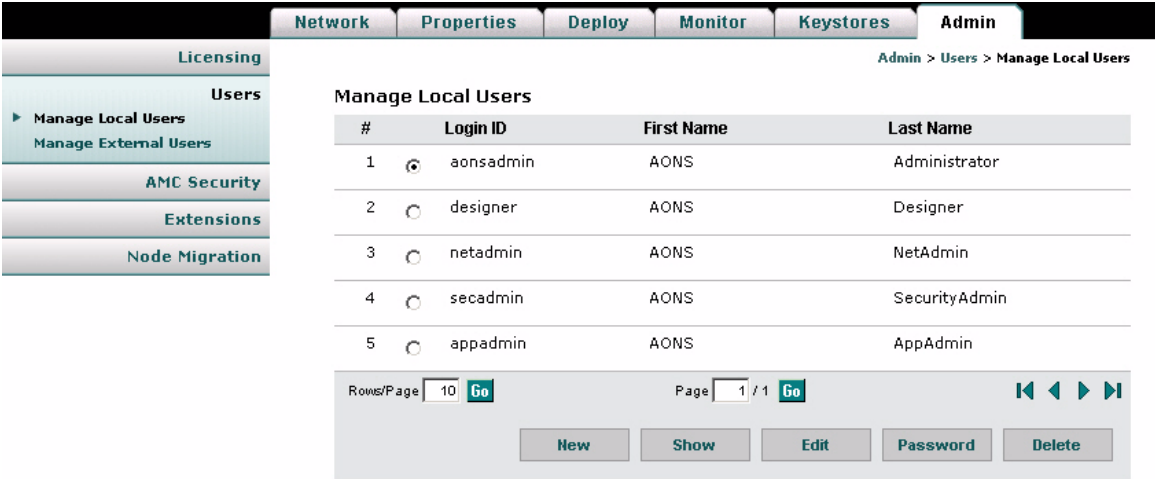 Network Properties Deploy Monitor Keystores Admin
Admin > Users > Manage Local Users
Licensing
Users
Manage Local Users
Manage External Users
AMC Security
Extensions
Node Migration
Manage Local Users
# Login ID First Name Last Name
1 aonsadmin AONS Administrator
2 designer AONS Designer
3 netadmin AONS NetAdmin
4 secadmin AONS SecurityAdmin
5 appadmin AONS AppAdmin
Rows/Page 10 Go Page 1 / 1 Go
New Show Edit Password Delete